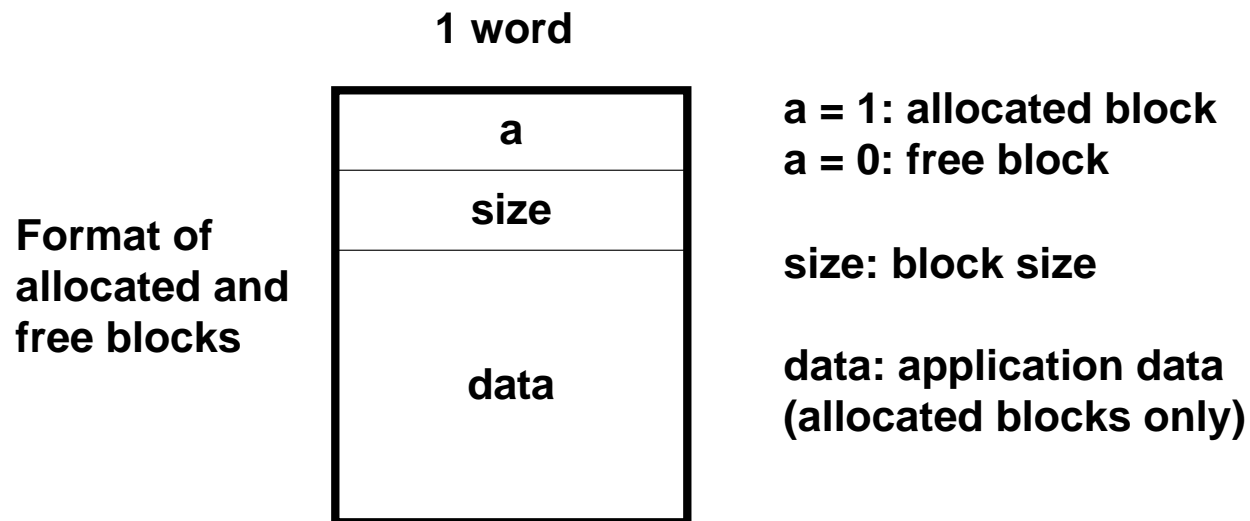 1 word
a
size
data
Format of
allocated and
free blocks
a = 1: allocated block
a = 0: free block
size: block size
data: application data
(allocated blocks only)